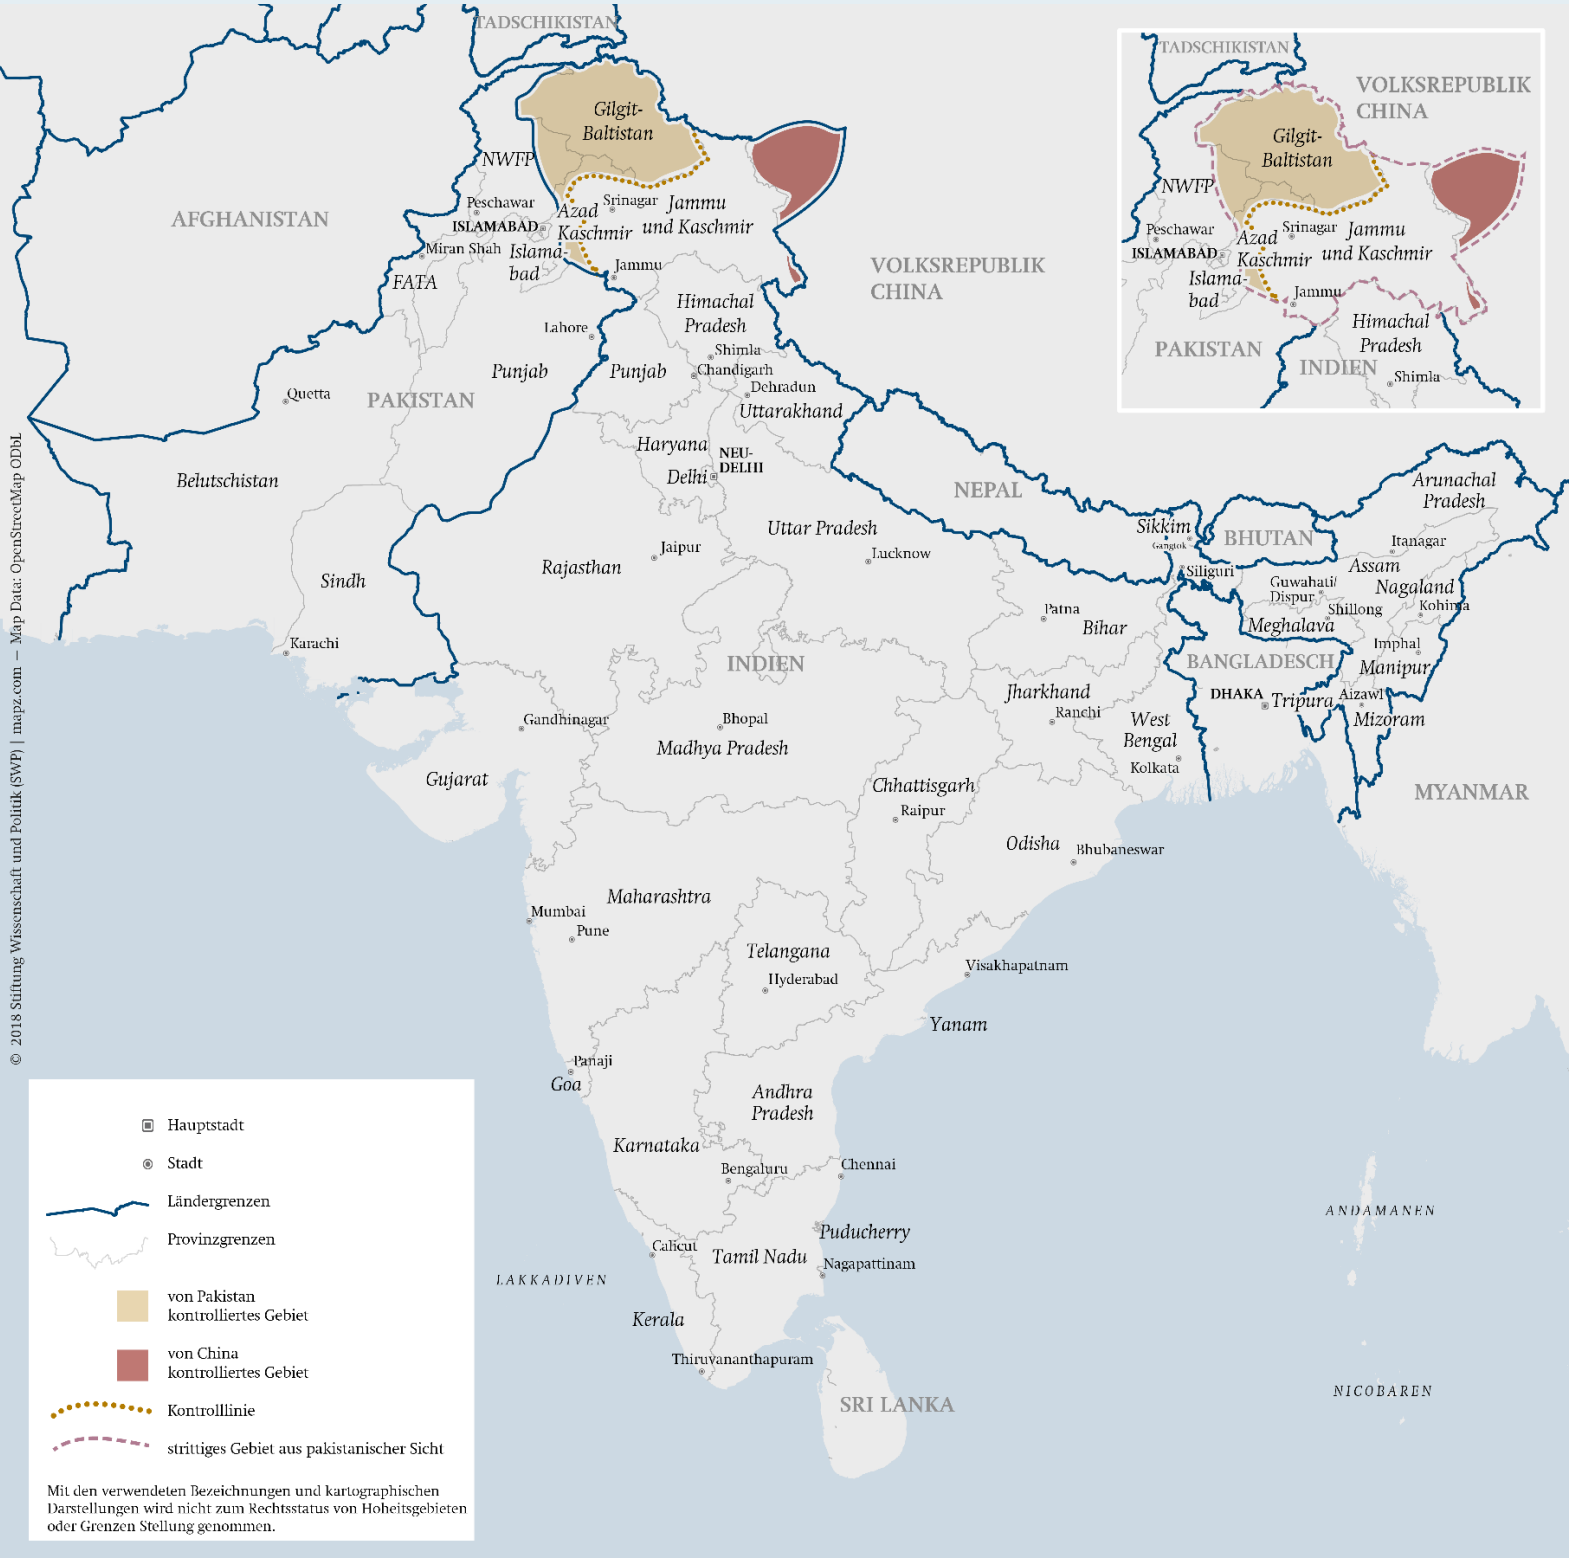 TADSCHIKISTAN
Gilgit-
Baltistan
NWFP
Peschawar
ISLAMABAD
Srinagar
Jammu
und Kaschmir
Azad
Kaschmir
AFGHANISTAN
Miran Shah
Islama-
bad
FATA
Jammu
VOLKSREPUBLIK
CHINA
Himachal
Pradesh
Lahore
Shimla
Punjab
Punjab
Chandigarh
Dehradun
Uttarakhand
Quetta
PAKISTAN
Haryana
NEU-
DELHI
Delhi
Belutschistan
NEPAL
Arunachal
Pradesh
Sikkim
Gangtok
BHUTAN
Itanagar
Uttar Pradesh
Lucknow
Jaipur
Rajasthan
Sindh
Siliguri
Assam
Guwahati/
Dispur
Nagaland
Shillong
Kohima
Patna
Bihar
Meghalaya
Imphal
Karachi
INDIEN
BANGLADESCH
Manipur
Jharkhand
Ranchi
DHAKA
Tripura
Aizawl
Mizoram
Gandhinagar
Bhopal
Madhya Pradesh
West
Bengal
Kolkata
Gujarat
Chhattisgarh
Raipur
MYANMAR
Odisha
Bhubaneswar
Maharashtra
Mumbai
Pune
Telangana
Hyderabad
Visakhapatnam
Yanam
Panaji
Goa
Andhra
Pradesh
Karnataka
Bengaluru
Chennai
Puducherry
Calicut
Tamil Nadu
Nagapattinam
LAKKADIVEN
Kerala
Thiruvananthapuram
SRI LANKA
ANDAMANEN
NICOBAREN
TADSCHIKISTAN
VOLKSREPUBLIK
CHINA
Gilgit-
Baltistan
NWFP
Peschawar
ISLAMABAD
Srinagar
Jammu
und Kaschmir
Azad
Kaschmir
Islama-
bad
Jammu
Himachal
Pradesh
PAKISTAN
INDIEN
Shimla
© 2018 Stiftung Wissenschaft und Politik (SWP) | mapz.com – Map Data: OpenStreetMap ODbL
Hauptstadt
Stadt
Ländergrenzen
Provinzgrenzen
von Pakistan
kontrolliertes Gebiet
von China
kontrolliertes Gebiet
Kontrolllinie
strittiges Gebiet aus pakistanischer Sicht
Mit den verwendeten Bezeichnungen und kartographischen
Darstellungen wird nicht zum Rechtsstatus von Hoheitsgebieten
oder Grenzen Stellung genommen.